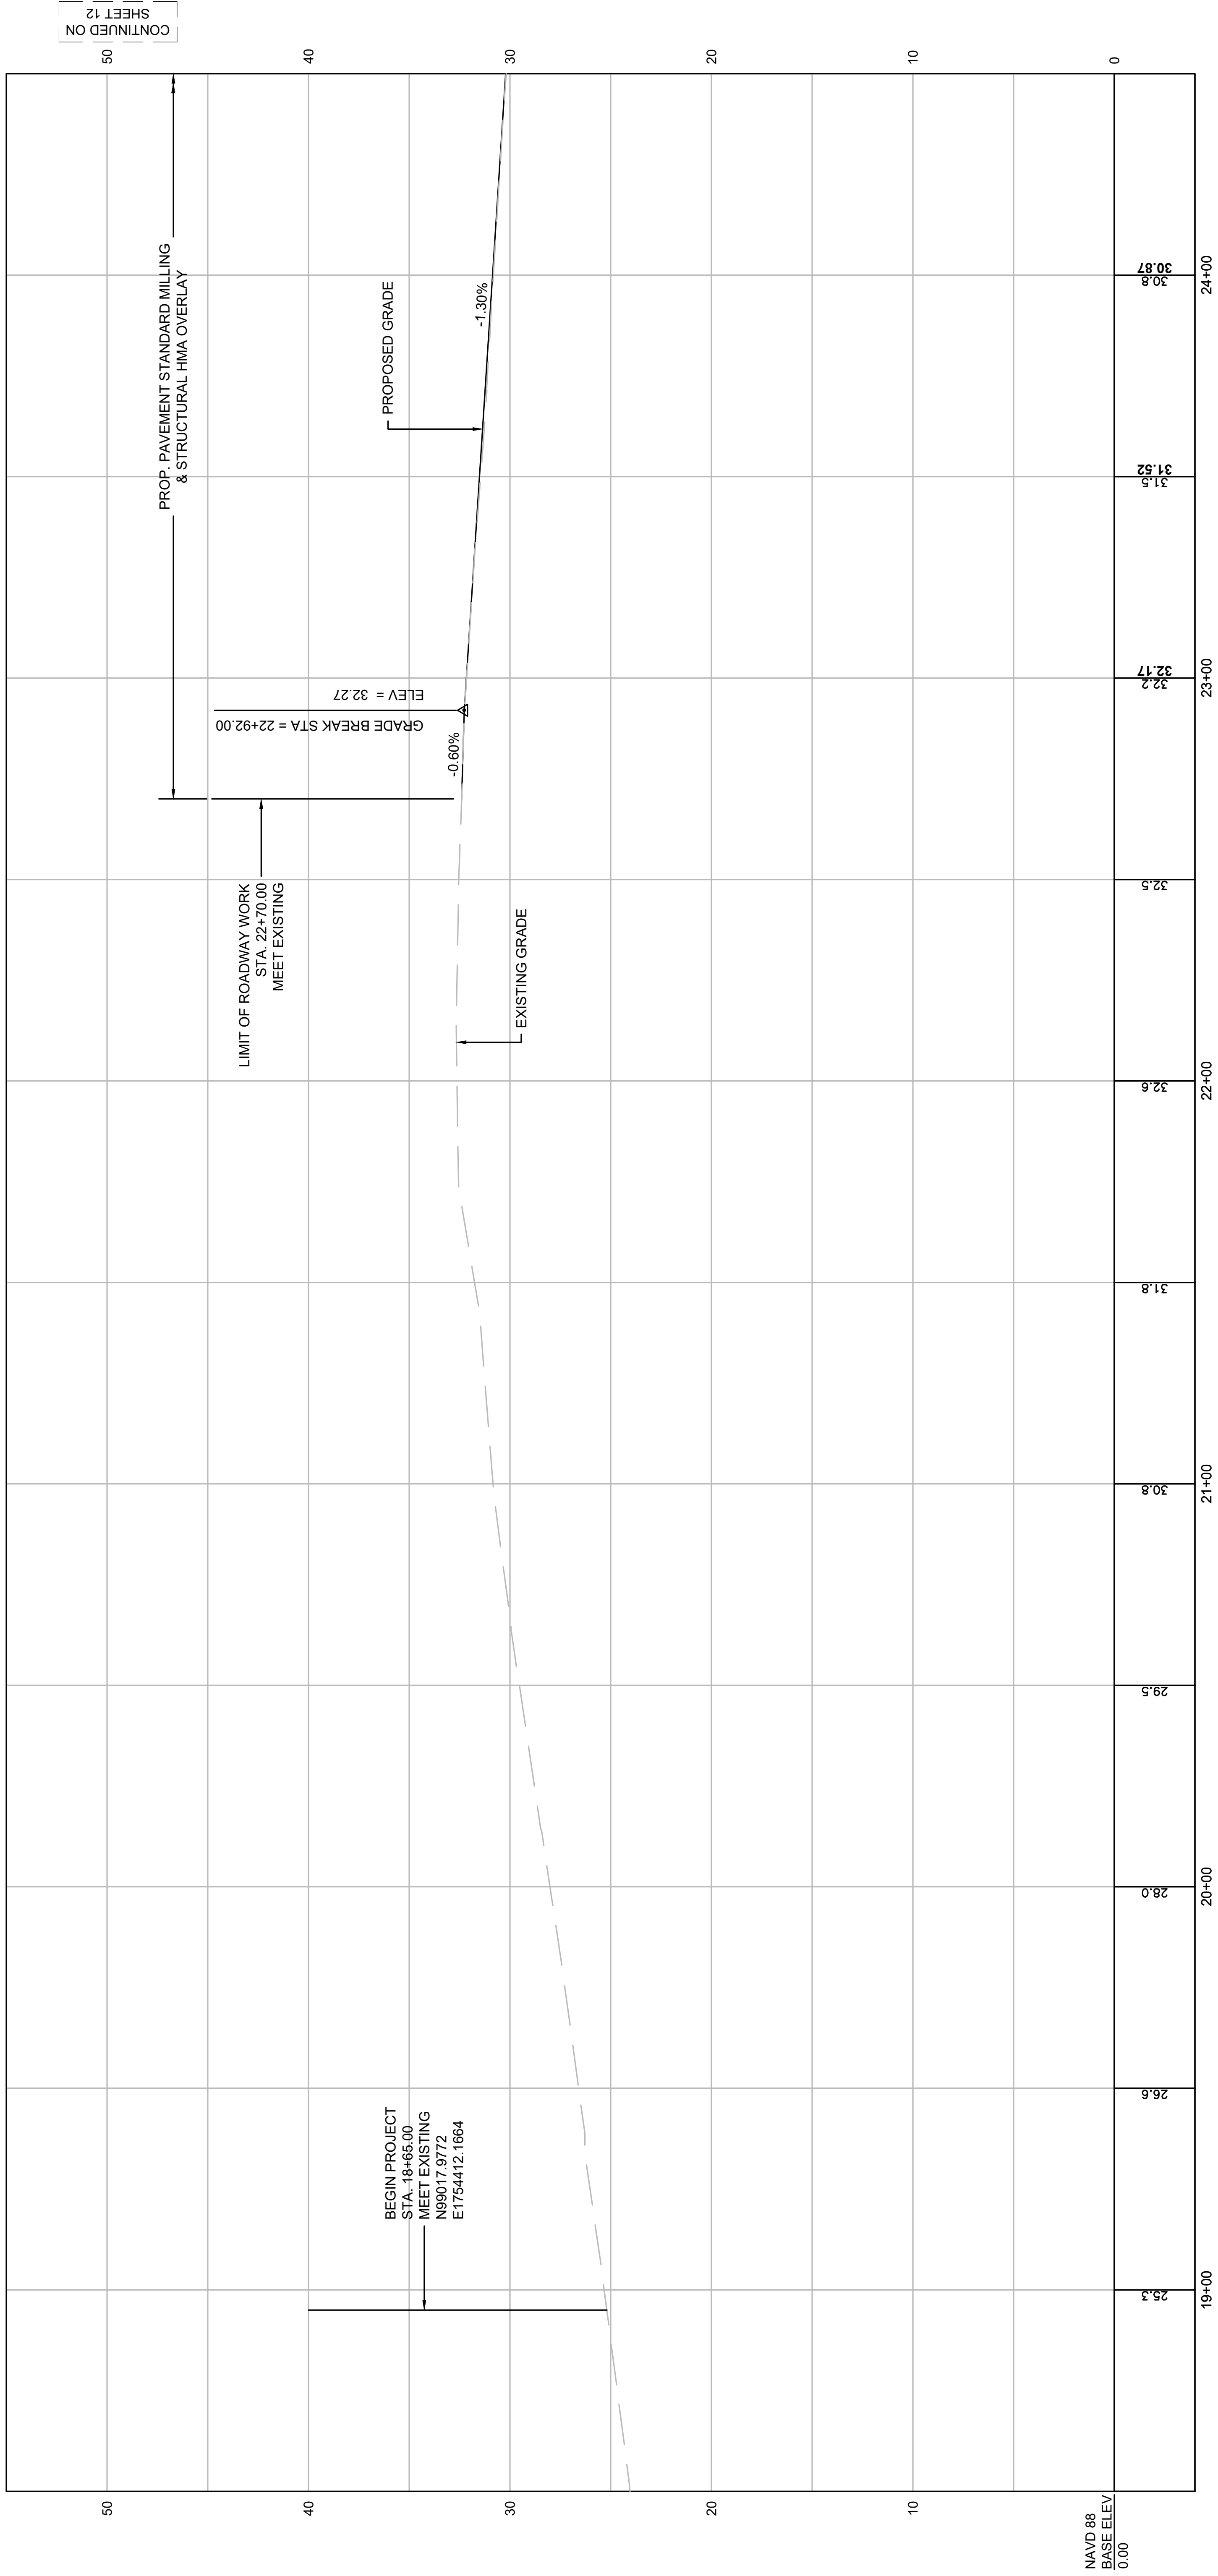 CONTINUED ON
SHEET 12
PROP. PAVEMENT STANDARD MILLING
& STRUCTURAL HMA OVERLAY
LIMIT OF ROADWAY WORK
STA. 22+70.00
MEET EXISTING
GRADE BREAK STA = 22+92.00
ELEV = 32.27
-0.60%
-1.30%
PROPOSED GRADE
EXISTING GRADE
BEGIN PROJECT
STA. 18+65.00
MEET EXISTING
N99017.9772
E1754412.1664
50
40
30
20
10
50
40
30
20
10
0
NAVD 88
BASE ELEV
0.00
25.3
26.6
28.0
29.5
30.8
31.8
32.6
32.5
32.2
32.17
31.5
31.52
30.8
30.87
19+00
20+00
21+00
22+00
23+00
24+00